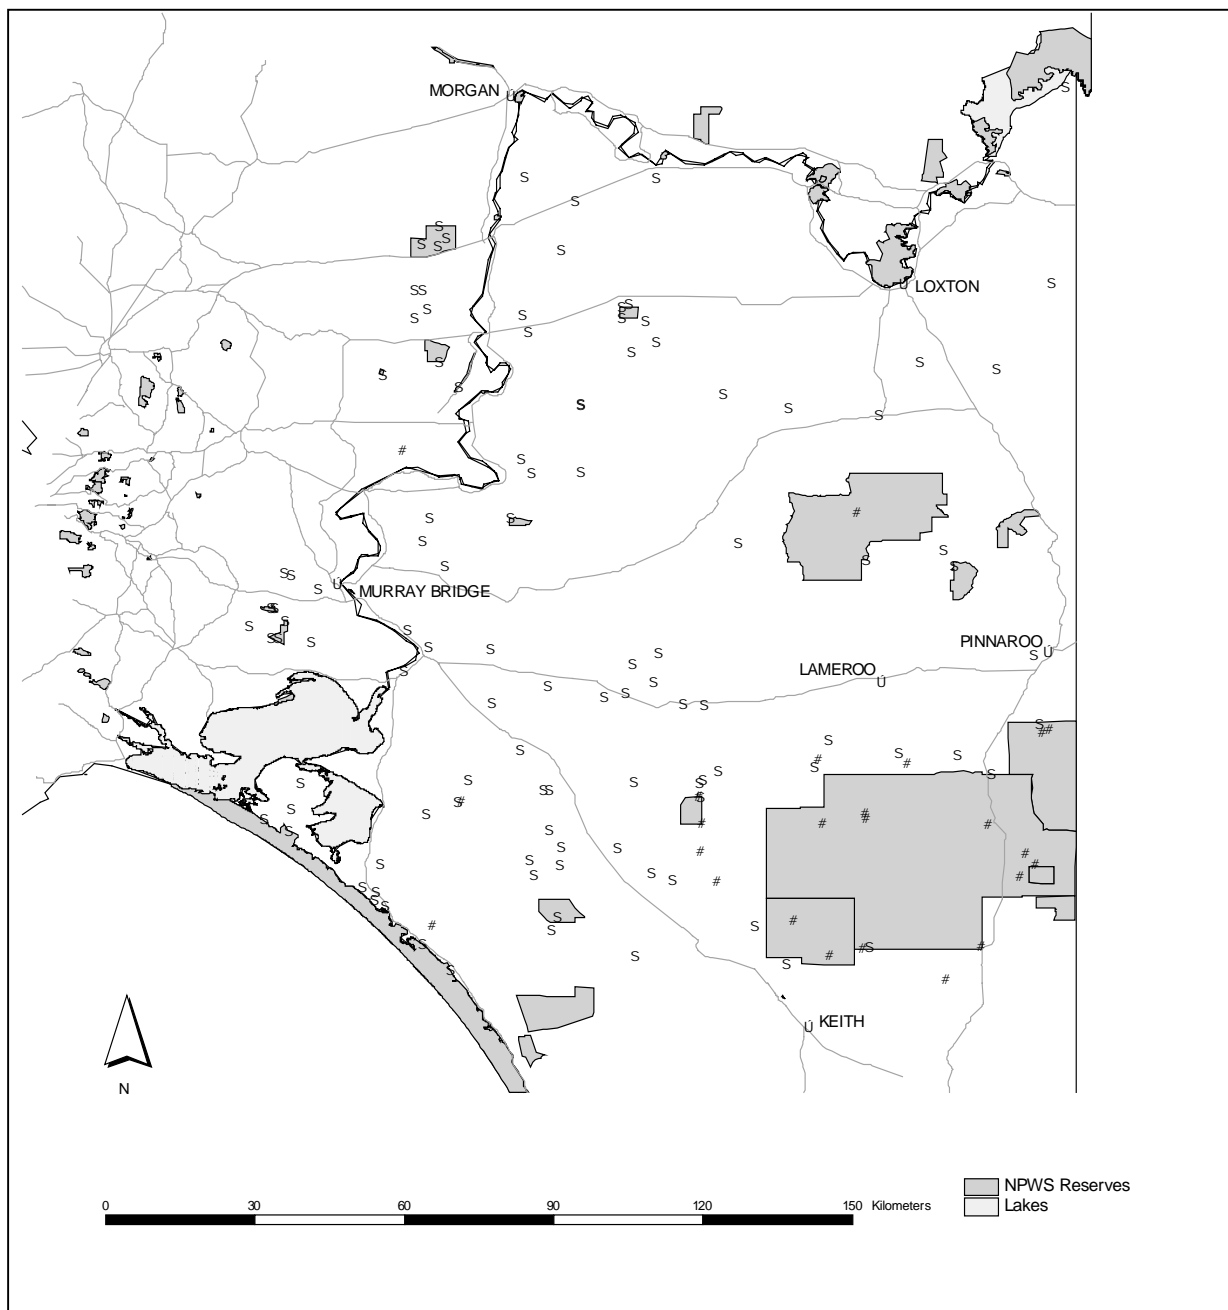 MORGAN
LOXTON
MURRAY BRIDGE
PINNAROO
LAMEROO
KEITH
N
0 30 60 90 120 150 Kilometers
NPWS Reserves
Lakes